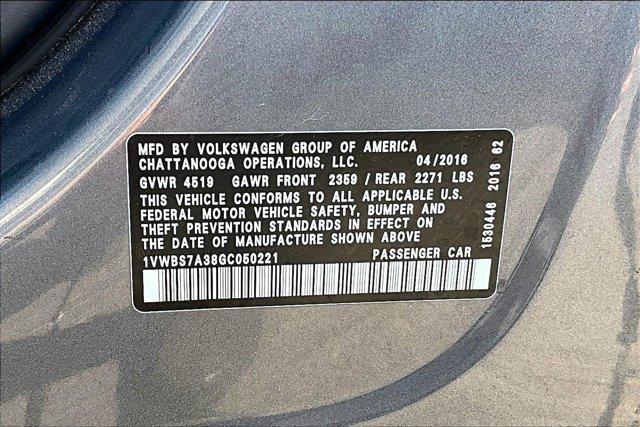 MFD BY VOLKSWAGEN GROUP OF AMERICA
CHATTANOOGA OPERATIONS, LLC. 04/2016
GVWR 4519 GAWR FRONT 2359 / REAR 2271 LBS
THIS VEHICLE CONFORMS TO ALL APPLICABLE U.S.
FEDERAL MOTOR VEHICLE SAFETY, BUMPER AND
THEFT PREVENTION STANDARDS IN EFFECT ON
THE DATE OF MANUFACTURE SHOWN ABOVE
1VWBS7A38GC050221 PASSENGER CAR
1530446 2016 62